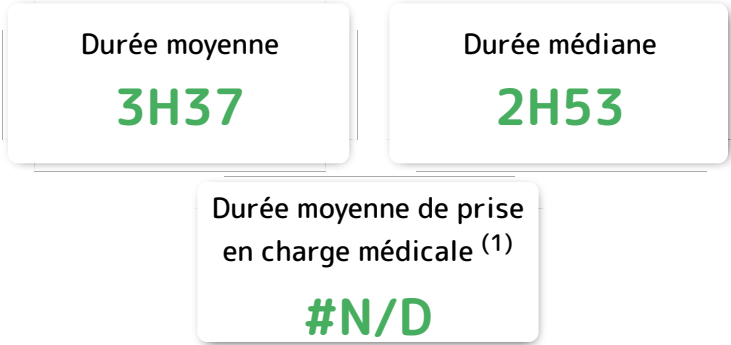 Durée moyenne
3H37
Durée médiane
2H53
Durée moyenne de prise
en charge médicale (1)
#N/D